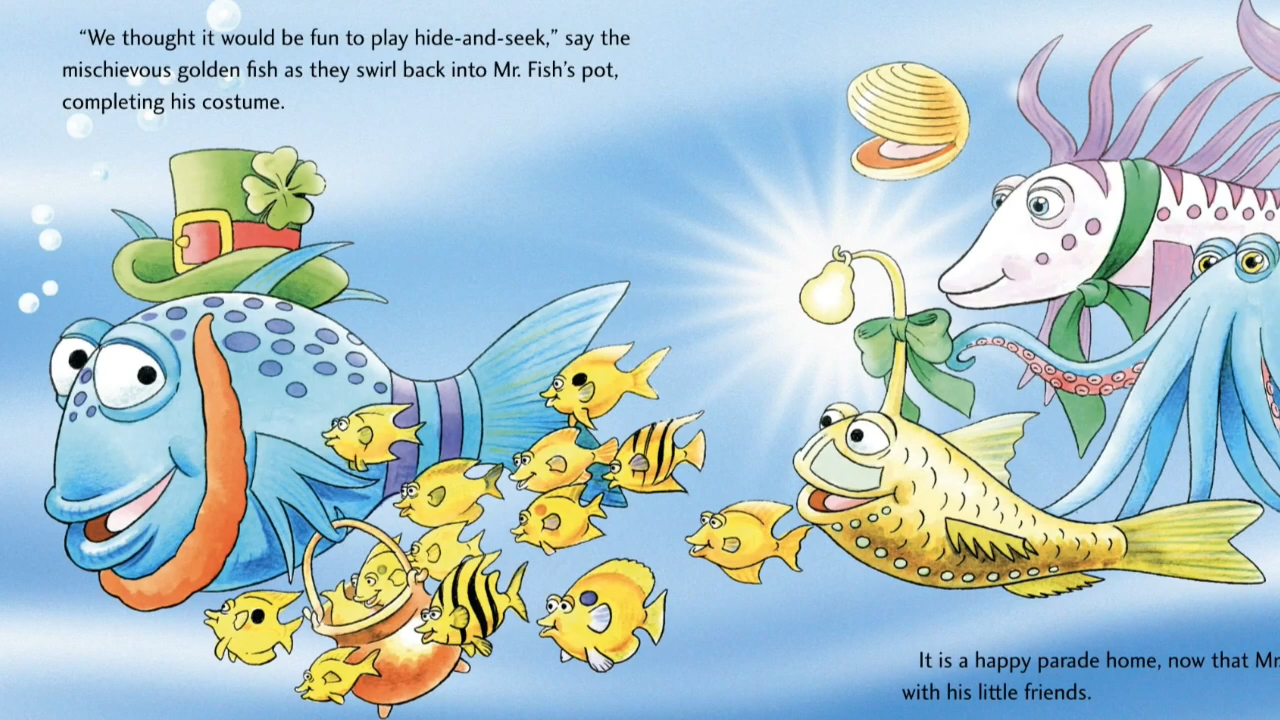 “We thought it would be fun to play hide-and-seek,” say the
mischievous golden fish as they swirl back into Mr. Fish’s pot,
completing his costume.
It is a happy parade home, now that Mr.
with his little friends.